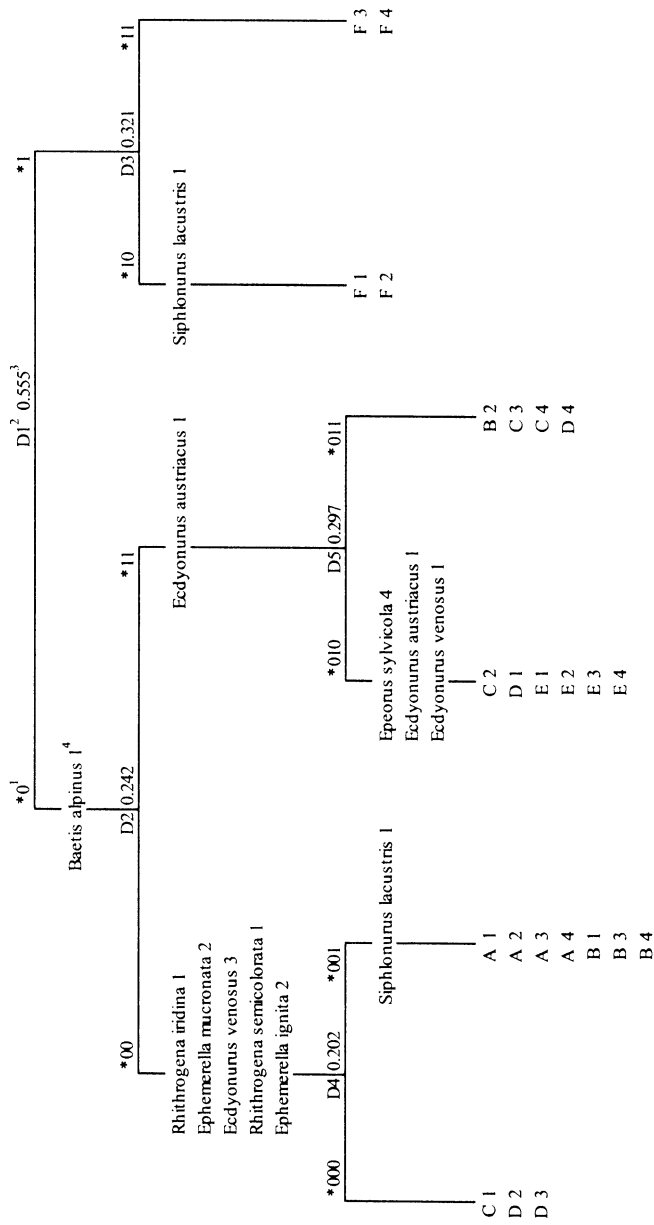 D1² 0.555³
*0¹
*1
Baetis alpinus 1⁴
D2 0.242
D3 0.321
*00
*11
*10
*11
Rhithrogena iridina 1
Ephemerella mucronata 2
Ecdyonurus venosus 3
Rhithrogena semicolorata 1
Ephemerella ignita 2
Ecdyonurus austriacus 1
Siphlonurus lacustris 1
D4 0.202
D5 0.297
*000
*001
*010
*011
Siphlonurus lacustris 1
Epeorus sylvicola 4
Ecdyonurus austriacus 1
Ecdyonurus venosus 1
F 1
F 2
F 3
F 4
C 1
D 2
D 3
A 1
A 2
A 3
A 4
B 1
B 3
B 4
C 2
D 1
E 1
E 2
E 3
E 4
B 2
C 3
C 4
D 4